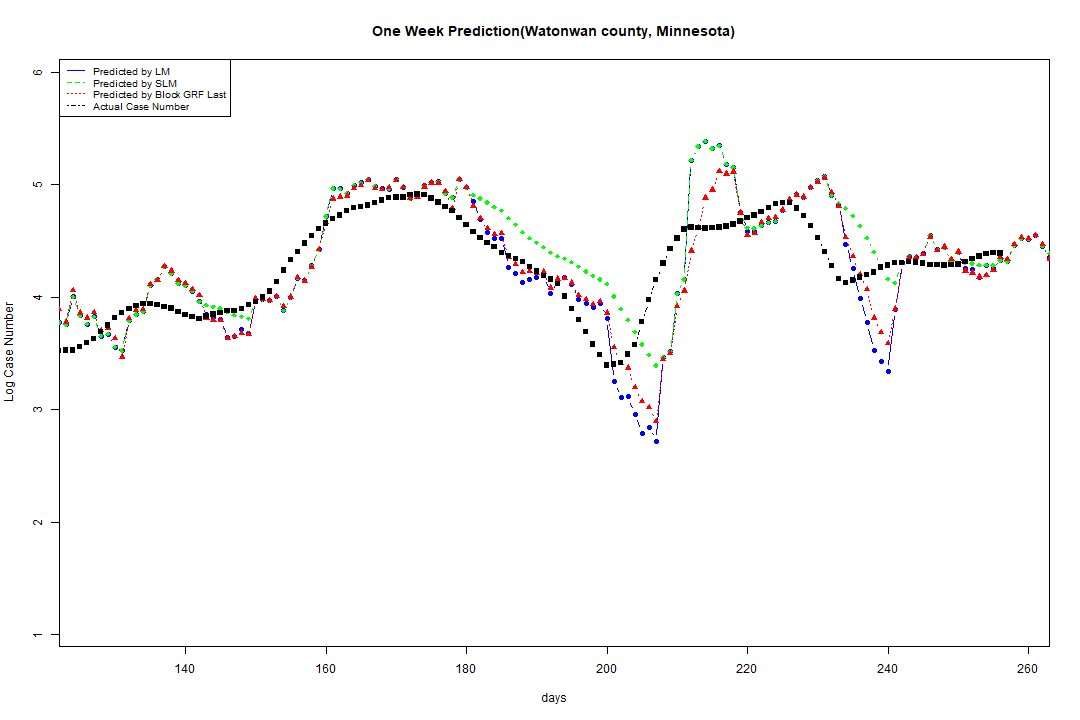 One Week Prediction(Watonwan county, Minnesota)
Predicted by LM
Predicted by SLM
Predicted by Block GRF Last
Actual Case Number
6
5
4
3
2
1
Log Case Number
140 160 180 200 220 240 260
days